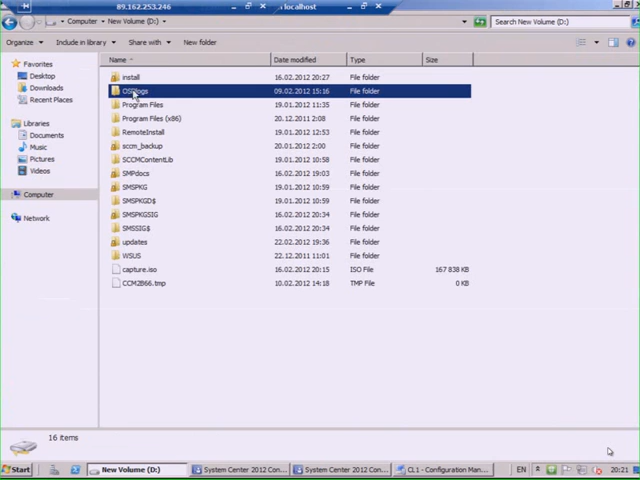 89.162.253.246
localhost
Computer
New Volume (D:)
Search New Volume (D:)
Organize
Include in library
Share with
New folder
Favorites
Desktop
Downloads
Recent Places
Libraries
Documents
Music
Pictures
Videos
Computer
Network
Name Date modified Type Size
install 16.02.2012 20:27 File folder
09.02.2012 15:16 File folder
Program Files 19.01.2012 11:35 File folder
Program Files (x86) 20.12.2011 2:08 File folder
RemoteInstall 19.01.2012 12:53 File folder
sccm_backup 20.01.2012 2:00 File folder
SCCMContentLib 19.01.2012 10:58 File folder
SMPdocs 16.02.2012 19:03 File folder
SMSPKG 19.01.2012 10:59 File folder
SMSPKGD$ 19.01.2012 10:59 File folder
SMSPKGSIG 16.02.2012 20:34 File folder
SMSSIG$ 16.02.2012 20:34 File folder
updates 22.02.2012 19:36 File folder
WSUS 22.12.2011 11:01 File folder
capture.iso 16.02.2012 20:15 ISO File 167 838 KB
CCM2B66.tmp 10.02.2012 14:18 TMP File 0 KB
16 items
Start
New Volume (D:)
System Center 2012 Con...
System Center 2012 Con...
CL1 - Configuration Man...
EN
20:21